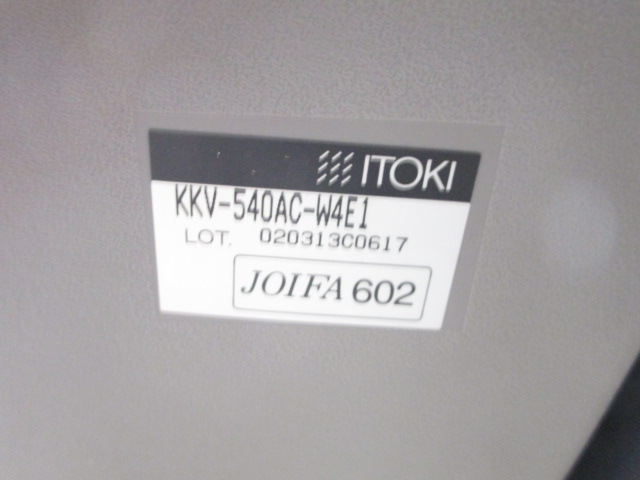 ITOKI
KKV-540AC-W4E1
LOT. 020313C0617
JOIFA 602